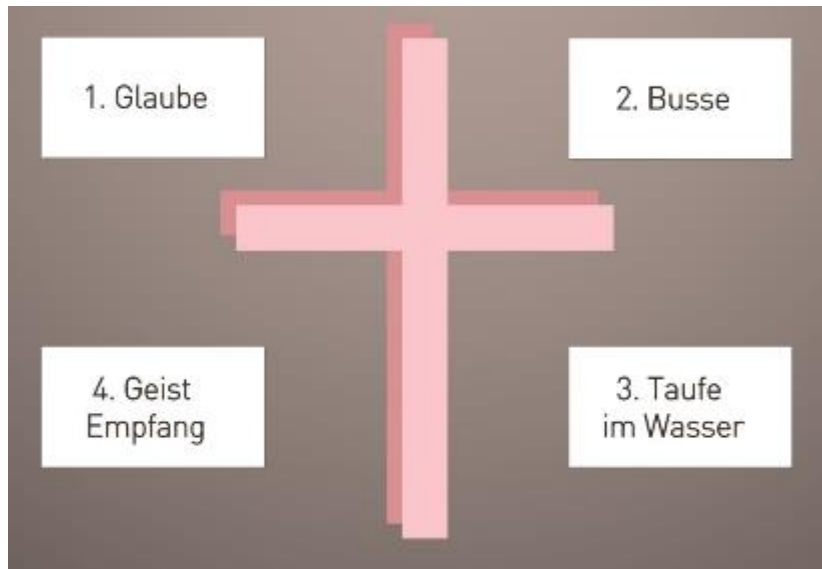 1. Glaube
2. Busse
3. Taufe
im Wasser
4. Geist
Empfang